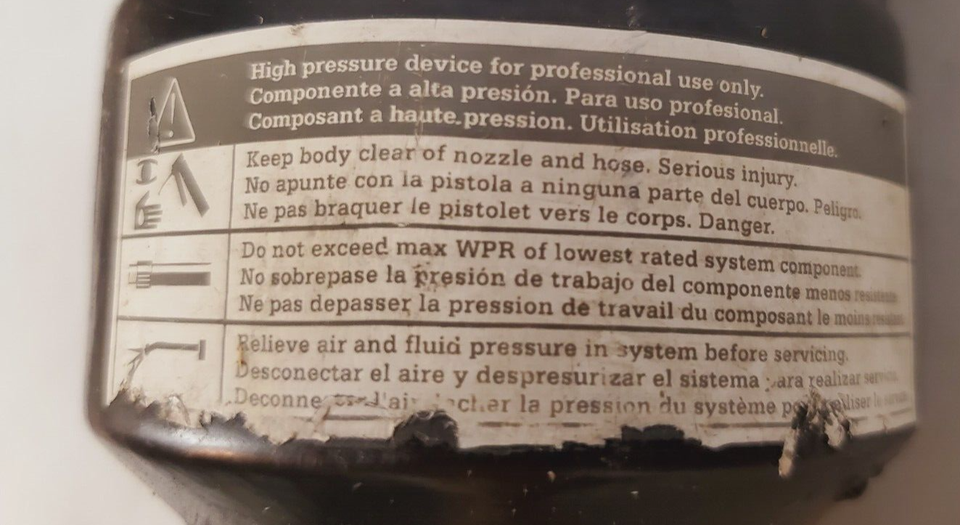 High pressure device for professional use only.
Componente a alta presión. Para uso profesional.
Composant a haute pression. Utilisation professionnelle.
Keep body clear of nozzle and hose. Serious injury.
No apunte con la pistola a ninguna parte del cuerpo. Peligro.
Ne pas braquer le pistolet vers le corps. Danger.
Do not exceed max WPR of lowest rated system component.
No sobrepase la presión de trabajo del componente menos
Ne pas depasser la pression de travail du composant le moins
Relieve air and fluid pressure in system before servicing.
Desconectar el aire y despresurizar el sistema para realizar
la pression du système